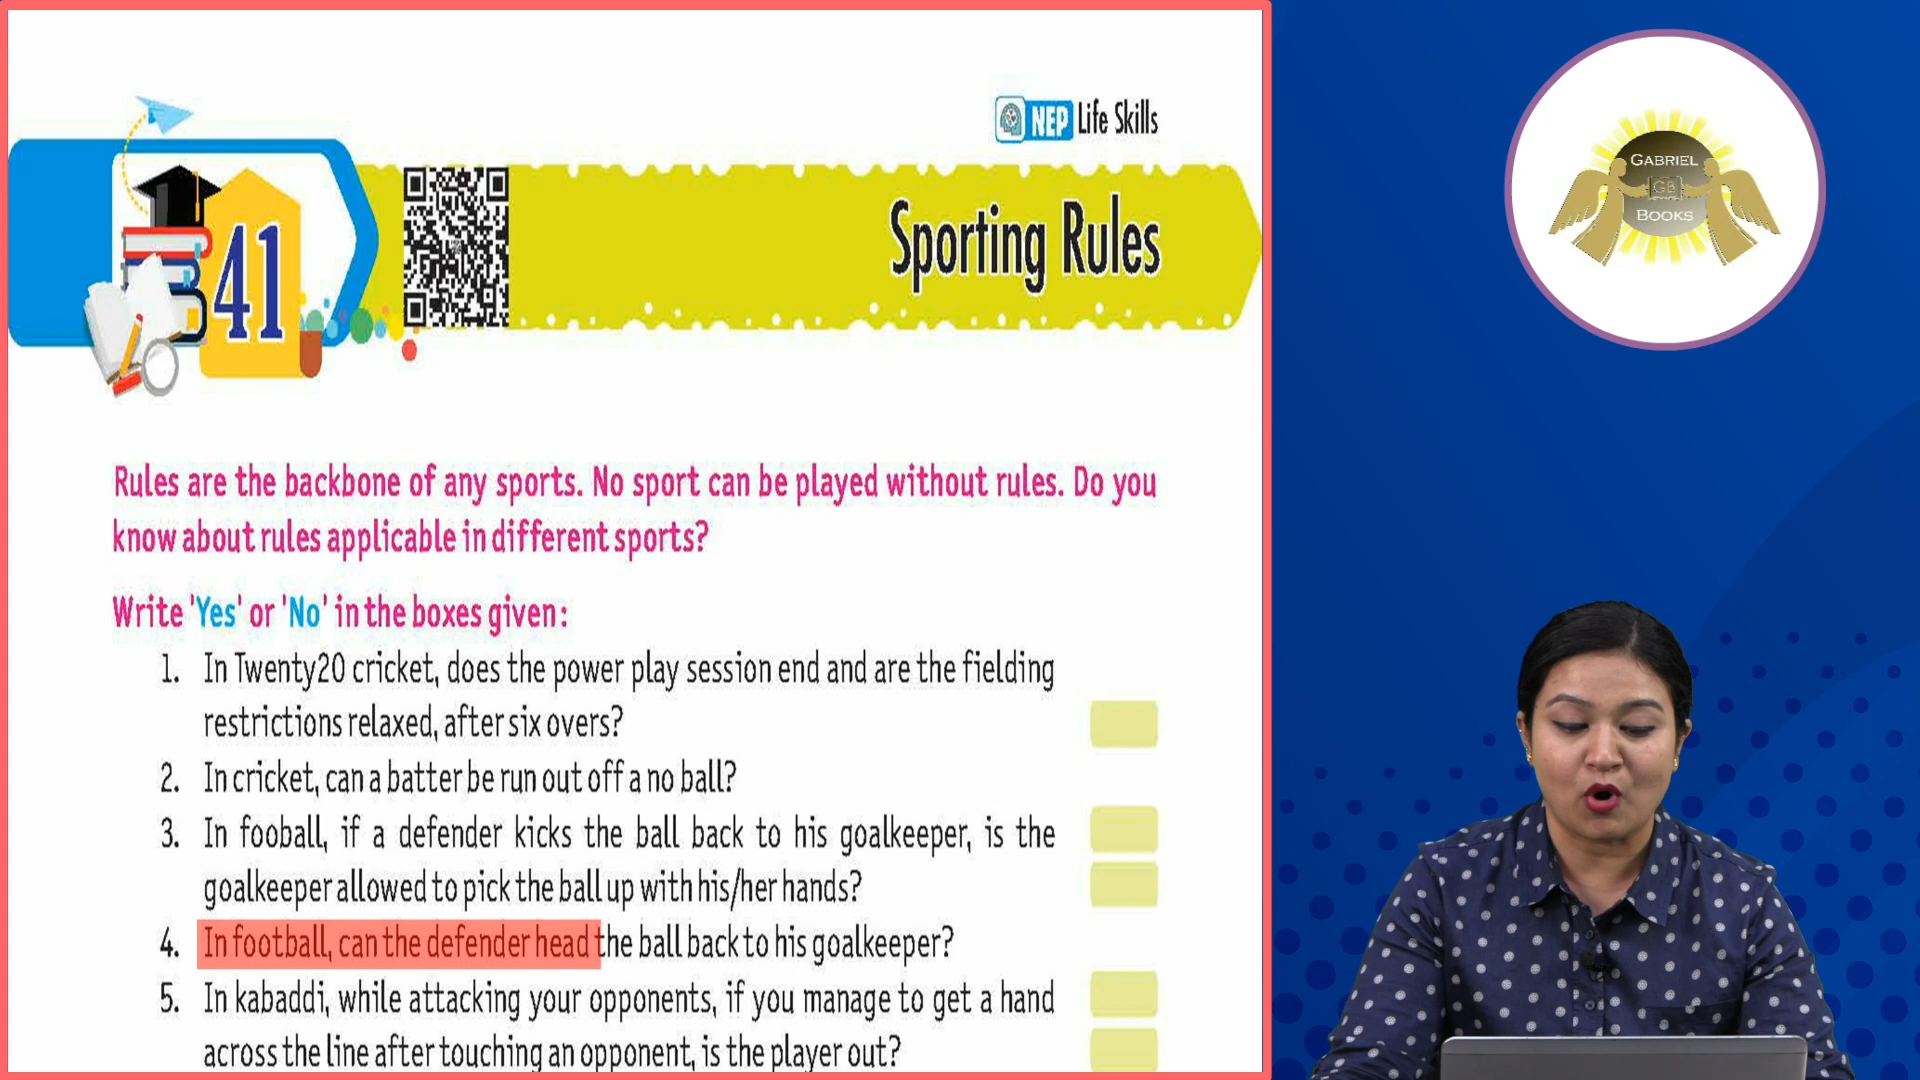 NEP Life Skills
41
Sporting Rules
Rules are the backbone of any sports. No sport can be played without rules. Do you
know about rules applicable in different sports?
Write 'Yes' or 'No' in the boxes given:
1. In Twenty20 cricket, does the power play session end and are the fielding
restrictions relaxed, after six overs?
2. In cricket, can a batter be run out off a no ball?
3. In fooball, if a defender kicks the ball back to his goalkeeper, is the
goalkeeper allowed to pick the ball up with his/her hands?
4. In football, can the defender head the ball back to his goalkeeper?
5. In kabaddi, while attacking your opponents, if you manage to get a hand
across the line after touching an opponent, is the player out?
GABRIEL
GB
BOOKS